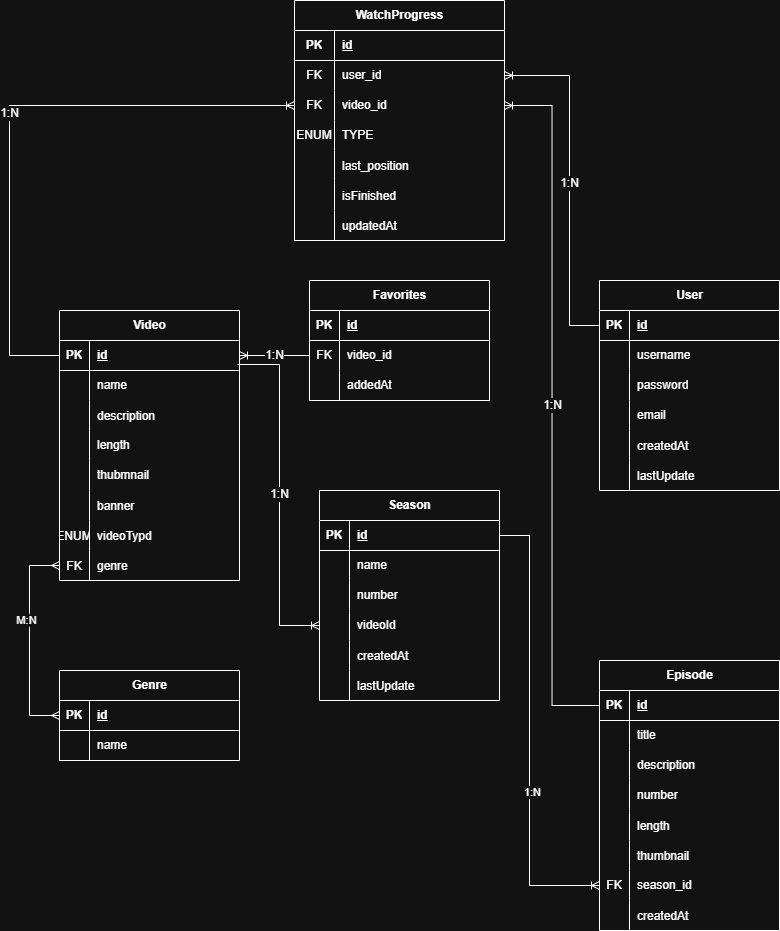 WatchProgress
PK id
FK user_id
FK video_id
ENUM TYPE
last_position
isFinished
updatedAt
1:N
1:N
1:N
Favorites
PK id
FK video_id
addedAt
User
PK id
username
password
email
createdAt
lastUpdate
Video
PK id
name
description
length
thubmnail
banner
ENUM videoTypd
FK genre
1:N
1:N
Season
PK id
name
number
videoId
createdAt
lastUpdate
M:N
Genre
PK id
name
1:N
Episode
PK id
title
description
number
length
thumbnail
FK season_id
createdAt